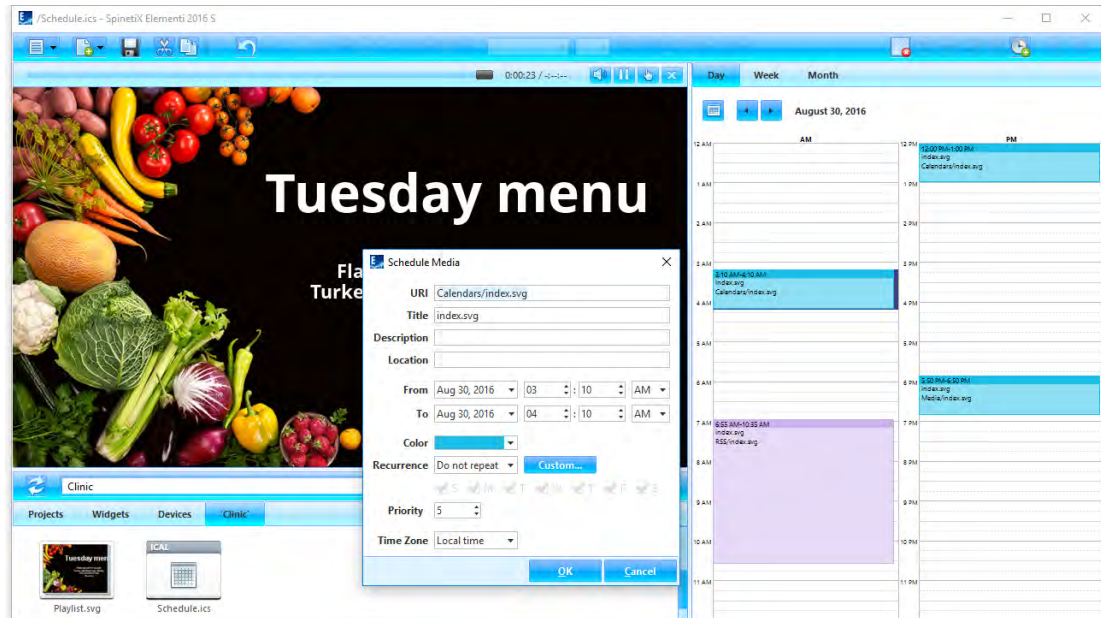 /Schedule.ics - SpinetiX Elementi 2016 S
0:00:23 / -:--:--
Tuesday menu
Fla
Turke
Schedule Media
URI Calendars/index.svg
Title index.svg
Description
Location
From Aug 30, 2016 03 : 10 AM
To Aug 30, 2016 04 : 10 AM
Color
Recurrence Do not repeat Custom...
S M T W T F S
Priority 5
Time Zone Local time
OK Cancel
Clinic
Projects Widgets Devices 'Clinic'
Tuesday men
Playlist.svg
ICAL
Schedule.ics
Day Week Month
August 30, 2016
AM
PM
12 AM
1 AM
2 AM
3 AM
3:10 AM-4:10 AM
index.svg
Calendars/index.svg
4 AM
5 AM
6 AM
7 AM
6:55 AM-10:35 AM
index.svg
RSS/index.svg
8 AM
9 AM
10 AM
11 AM
12 PM
12:00 PM-1:00 PM
index.svg
Calendars/index.svg
1 PM
2 PM
3 PM
4 PM
5 PM
6 PM
5:50 PM-6:50 PM
index.svg
Media/index.svg
7 PM
8 PM
9 PM
10 PM
11 PM